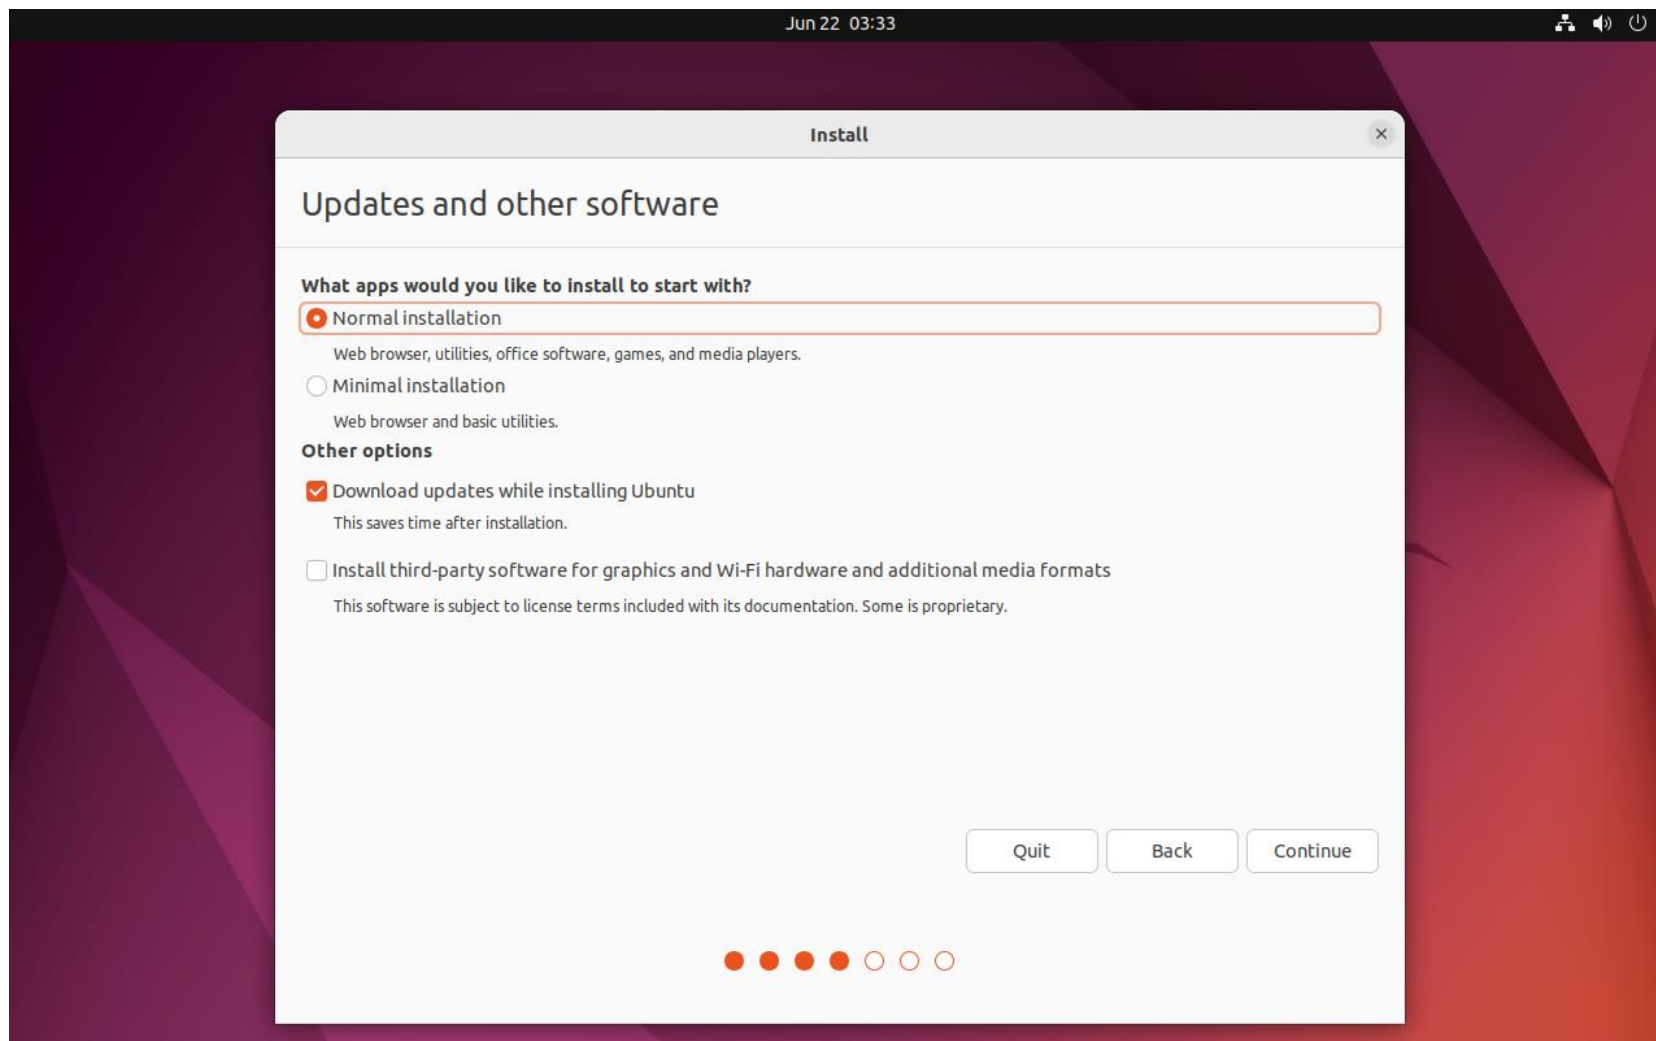 Jun 22 03:33
Install
Updates and other software
What apps would you like to install to start with?
Normal installation
Web browser, utilities, office software, games, and media players.
Minimal installation
Web browser and basic utilities.
Other options
Download updates while installing Ubuntu
This saves time after installation.
Install third-party software for graphics and Wi-Fi hardware and additional media formats
This software is subject to license terms included with its documentation. Some is proprietary.
Quit Back Continue